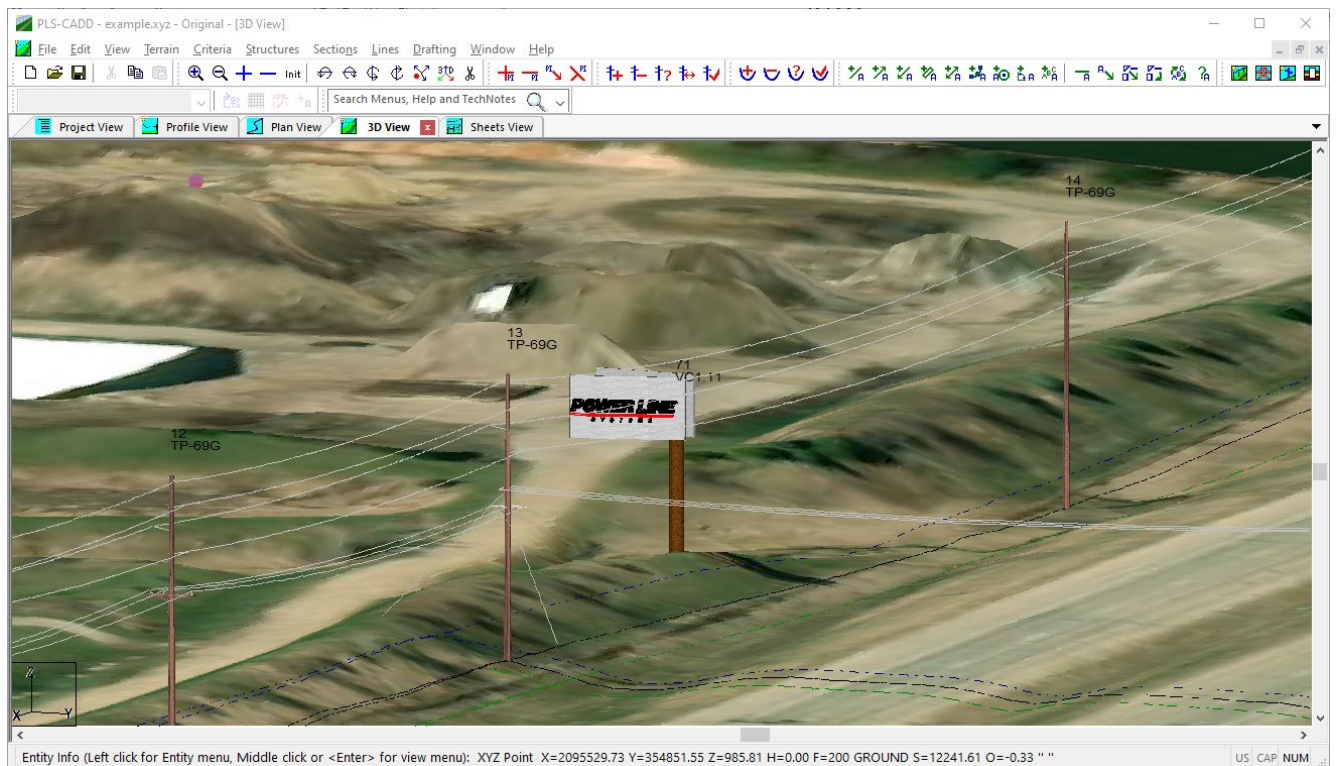 PLS-CADD - example.xyz - Original - [3D View]
File Edit View Terrain Criteria Structures Sections Lines Drafting Window Help
Init
Search Menus, Help and TechNotes
Project View Profile View Plan View 3D View Sheets View
14
TP-69G
13
TP-69G
71
VC1.11
POWER LINE
SYSTEMS
12
TP-69G
Z
X Y
Entity Info (Left click for Entity menu, Middle click or <Enter> for view menu): XYZ Point X=2095529.73 Y=354851.55 Z=985.81 H=0.00 F=200 GROUND S=12241.61 O=-0.33 " " US CAP NUM